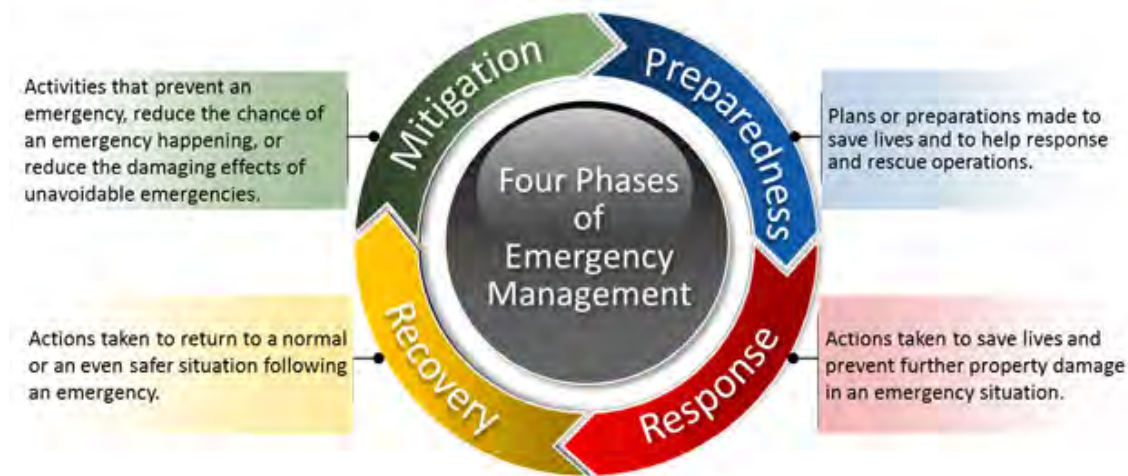 Mitigation
Preparedness
Activities that prevent an
emergency, reduce the chance of
an emergency happening, or
reduce the damaging effects of
unavoidable emergencies.
Plans or preparations made to
save lives and to help response
and rescue operations.
Four Phases
of
Emergency
Management
Recovery
Response
Actions taken to return to a normal
or an even safer situation following
an emergency.
Actions taken to save lives and
prevent further property damage
in an emergency situation.